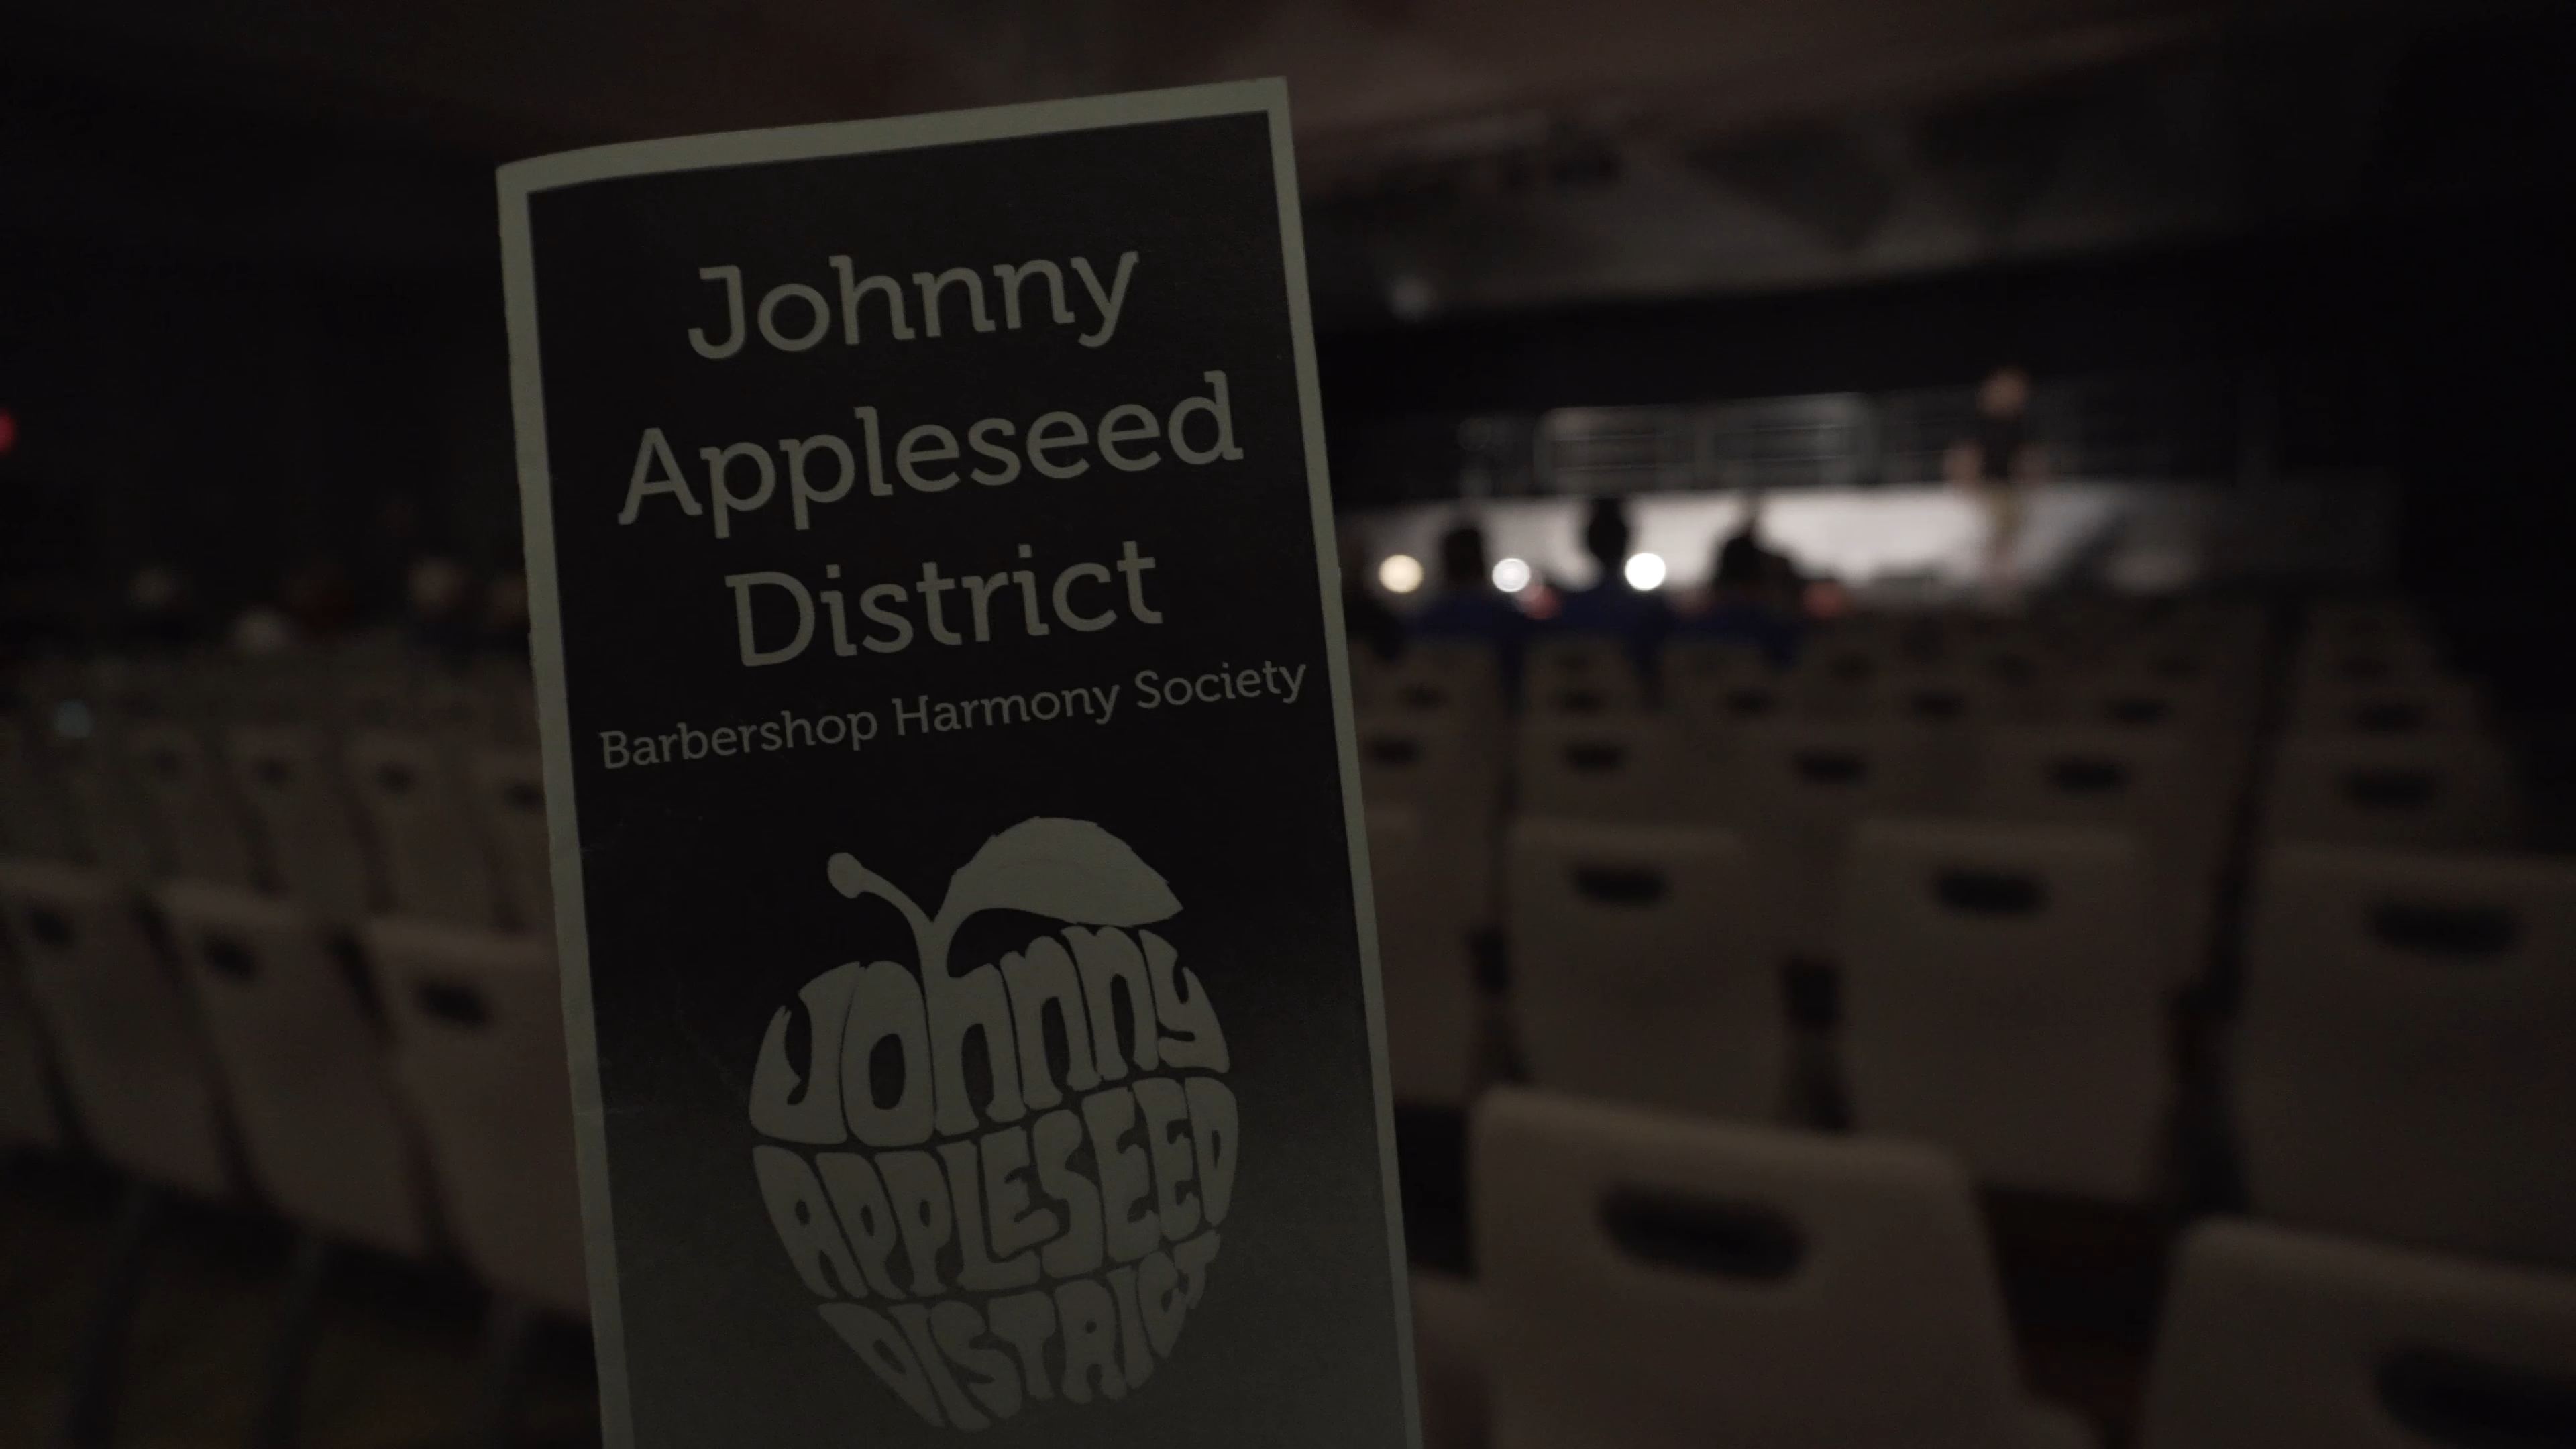 Johnny
Appleseed
District
Barbershop Harmony Society
Johnny
APPLESEED
DISTRICT